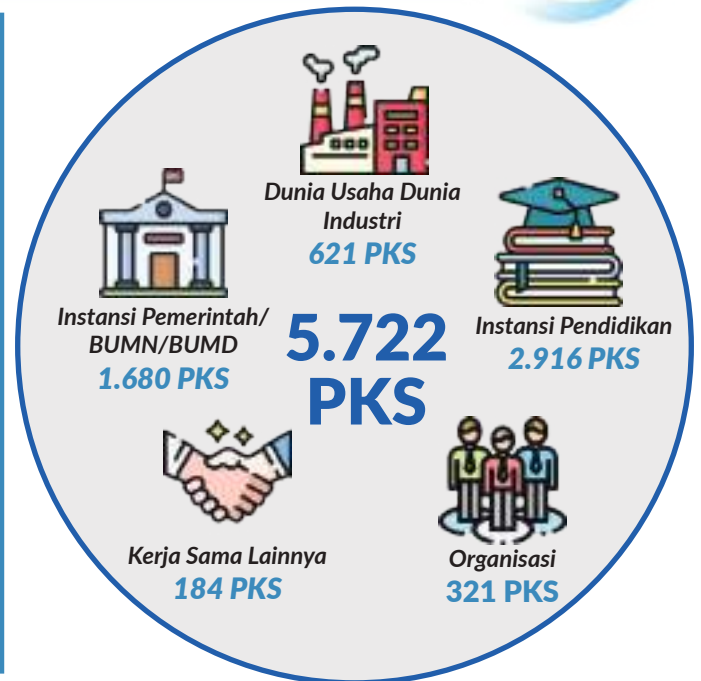 Dunia Usaha Dunia
Industri
621 PKS
Instansi Pemerintah/
BUMN/BUMD
1.680 PKS
5.722
PKS
Instansi Pendidikan
2.916 PKS
Kerja Sama Lainnya
184 PKS
Organisasi
321 PKS